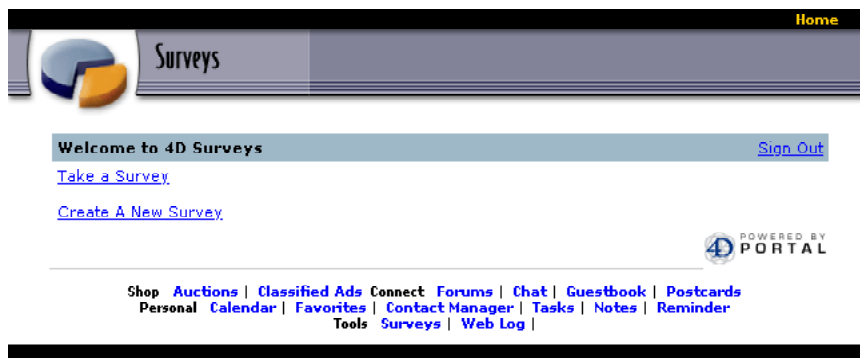 Home
Surveys
Welcome to 4D Surveys Sign Out
Take a Survey
Create A New Survey
4D POWERED BY PORTAL
Shop Auctions | Classified Ads Connect Forums | Chat | Guestbook | Postcards
Personal Calendar | Favorites | Contact Manager | Tasks | Notes | Reminder
Tools Surveys | Web Log |